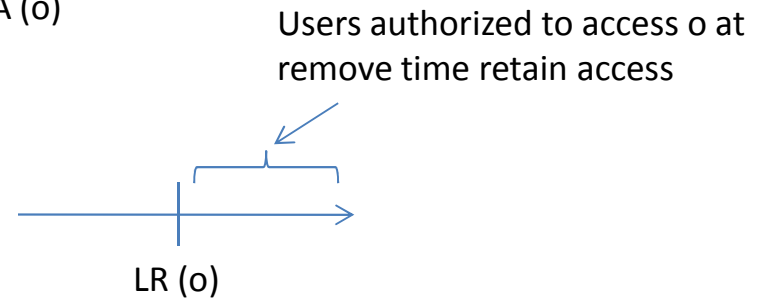 A (o)
Users authorized to access o at
remove time retain access
LR (o)